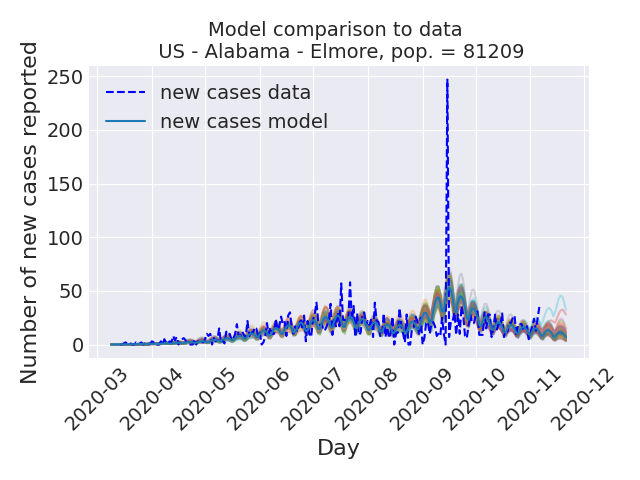 Model comparison to data
US - Alabama - Elmore, pop. = 81209
Number of new cases reported
250
200
150
100
50
0
new cases data
new cases model
2020-03
2020-04
2020-05
2020-06
2020-07
2020-08
2020-09
2020-10
2020-11
2020-12
Day